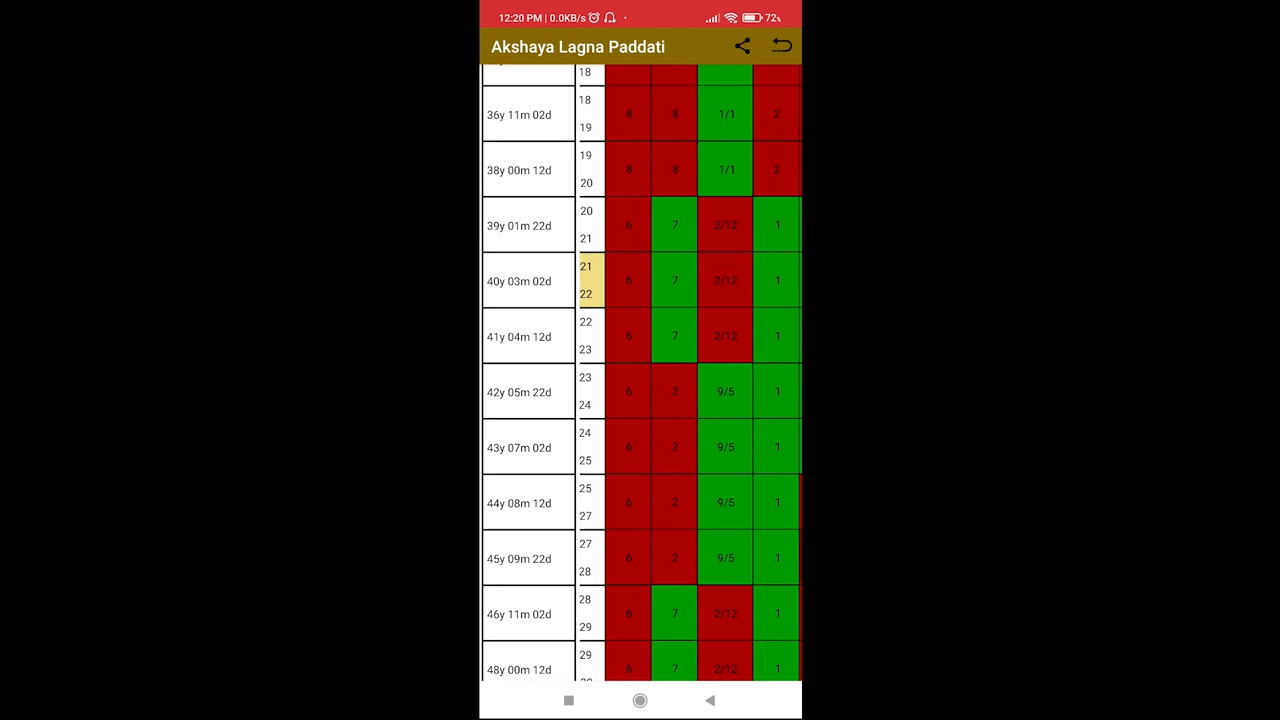 12:20 PM | 0.0KB/s 72%
Akshaya Lagna Paddati
18
36y 11m 02d 18 19 8 8 1/1 2
38y 00m 12d 19 20 8 8 1/1 2
39y 01m 22d 20 21 6 7 2/12 1
40y 03m 02d 21 22 6 7 2/12 1
41y 04m 12d 22 23 6 7 2/12 1
42y 05m 22d 23 24 6 2 9/5 1
43y 07m 02d 24 25 6 2 9/5 1
44y 08m 12d 25 27 6 2 9/5 1
45y 09m 22d 27 28 6 2 9/5 1
46y 11m 02d 28 29 6 7 2/12 1
48y 00m 12d 29 6 7 2/12 1